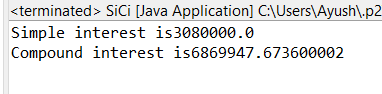 <terminated> SiCi [Java Application] C:\Users\Ayush\.p2
Simple interest is3080000.0
Compound interest is6869947.673600002